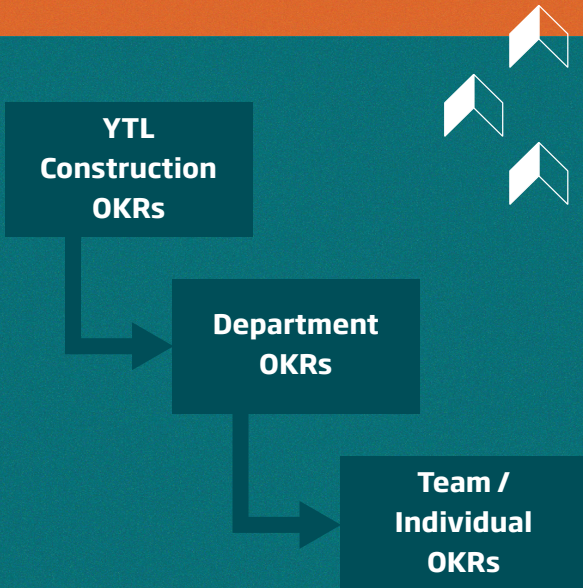 YTL
Construction
OKRs
Department
OKRs
Team /
Individual
OKRs